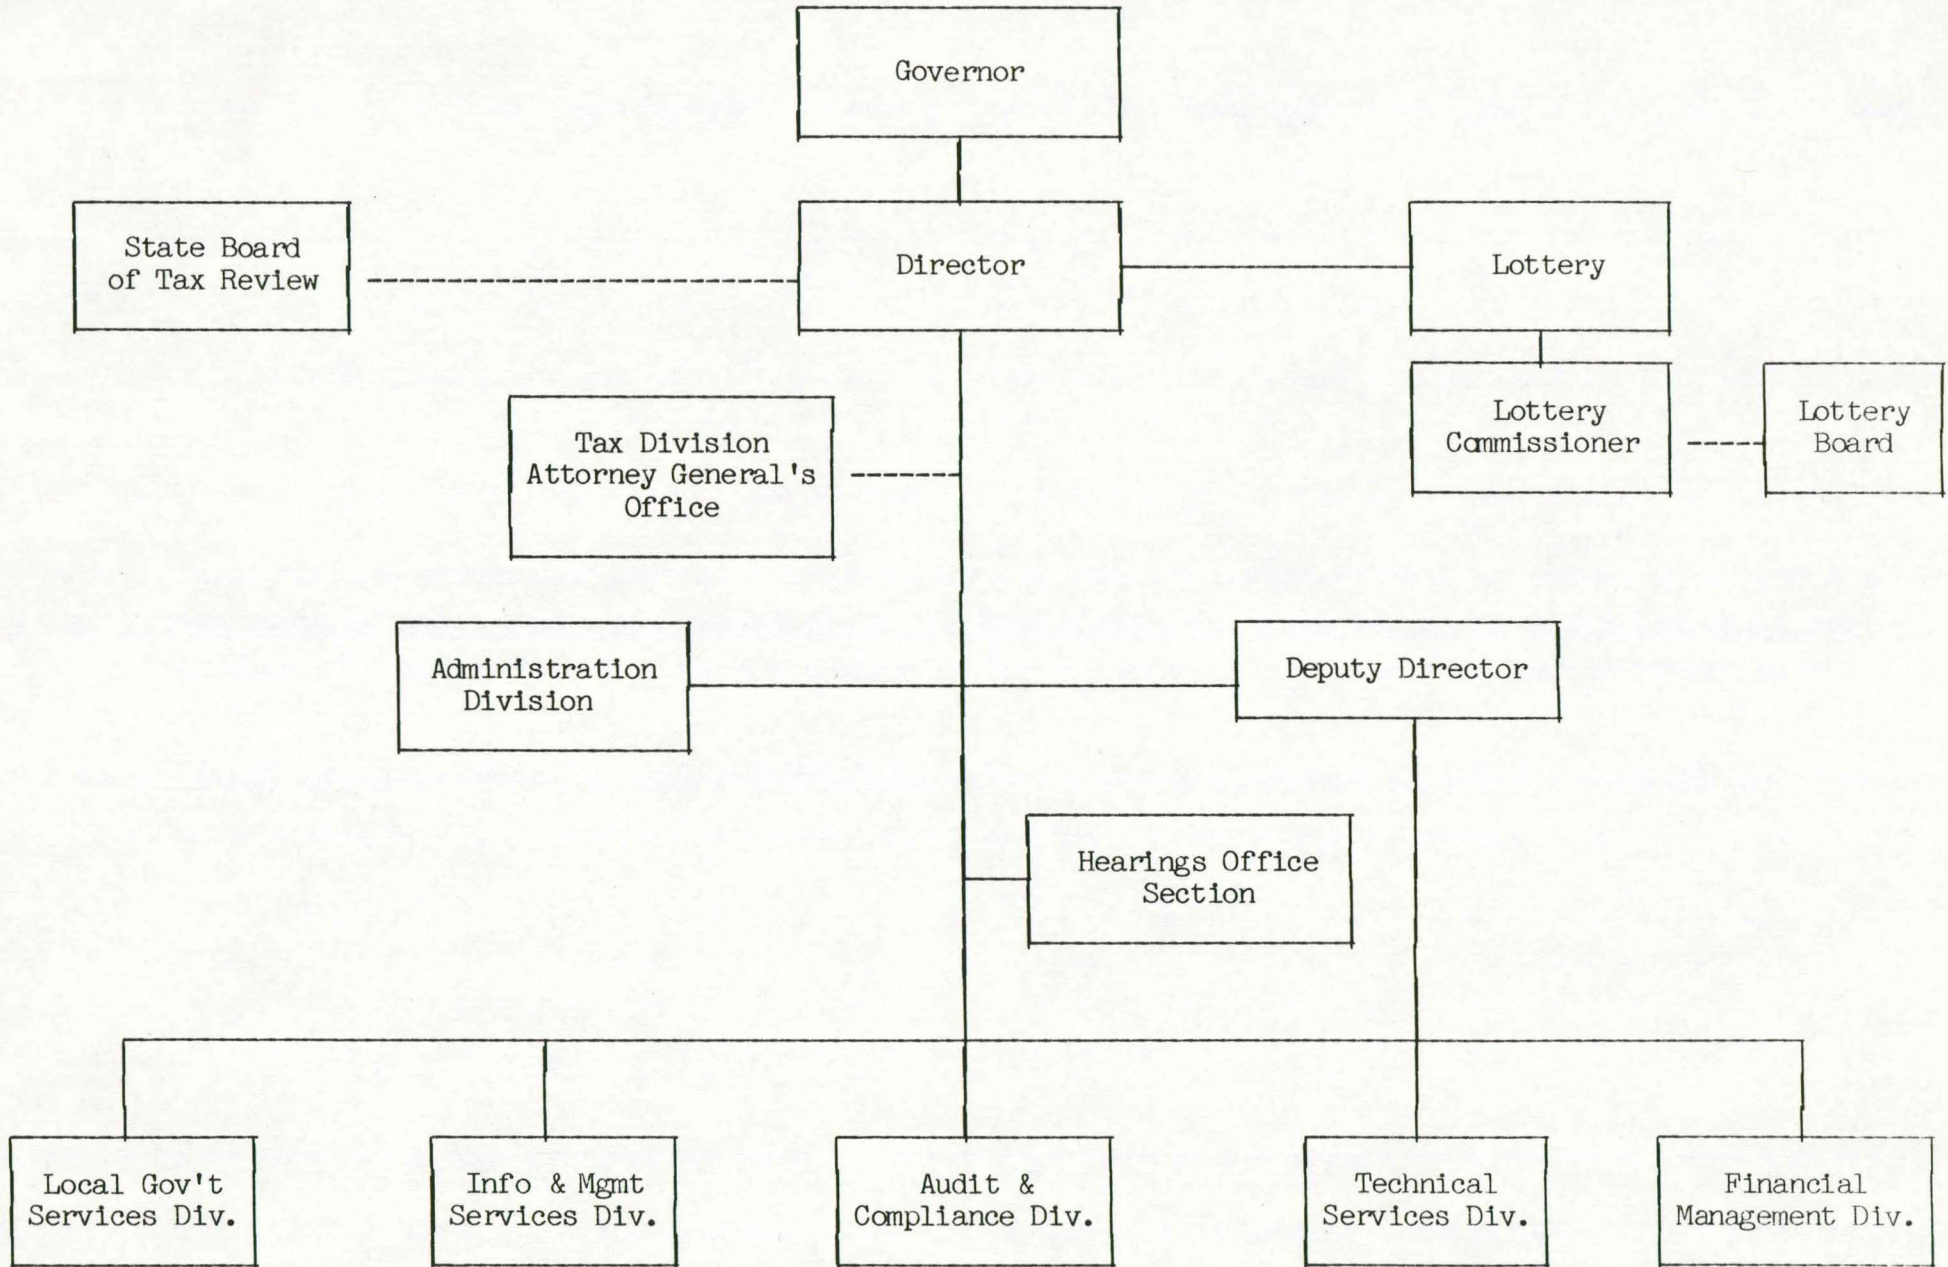 Governor
State Board
of Tax Review
Director
Lottery
Lottery
Commissioner
Lottery
Board
Tax Division
Attorney General's
Office
Administration
Division
Deputy Director
Hearings Office
Section
Local Gov't
Services Div.
Info & Mgmt
Services Div.
Audit &
Compliance Div.
Technical
Services Div.
Financial
Management Div.